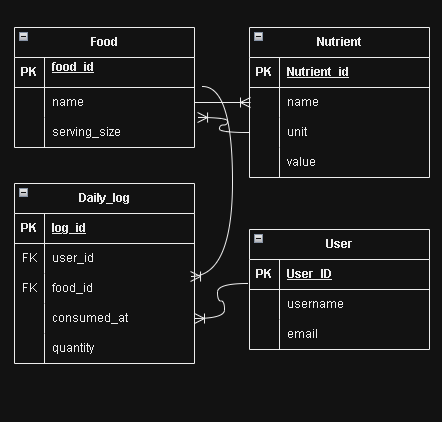 Food
PK food_id
name
serving_size
Nutrient
PK Nutrient_id
name
unit
value
Daily_log
PK log_id
FK user_id
FK food_id
consumed_at
quantity
User
PK User_ID
username
email